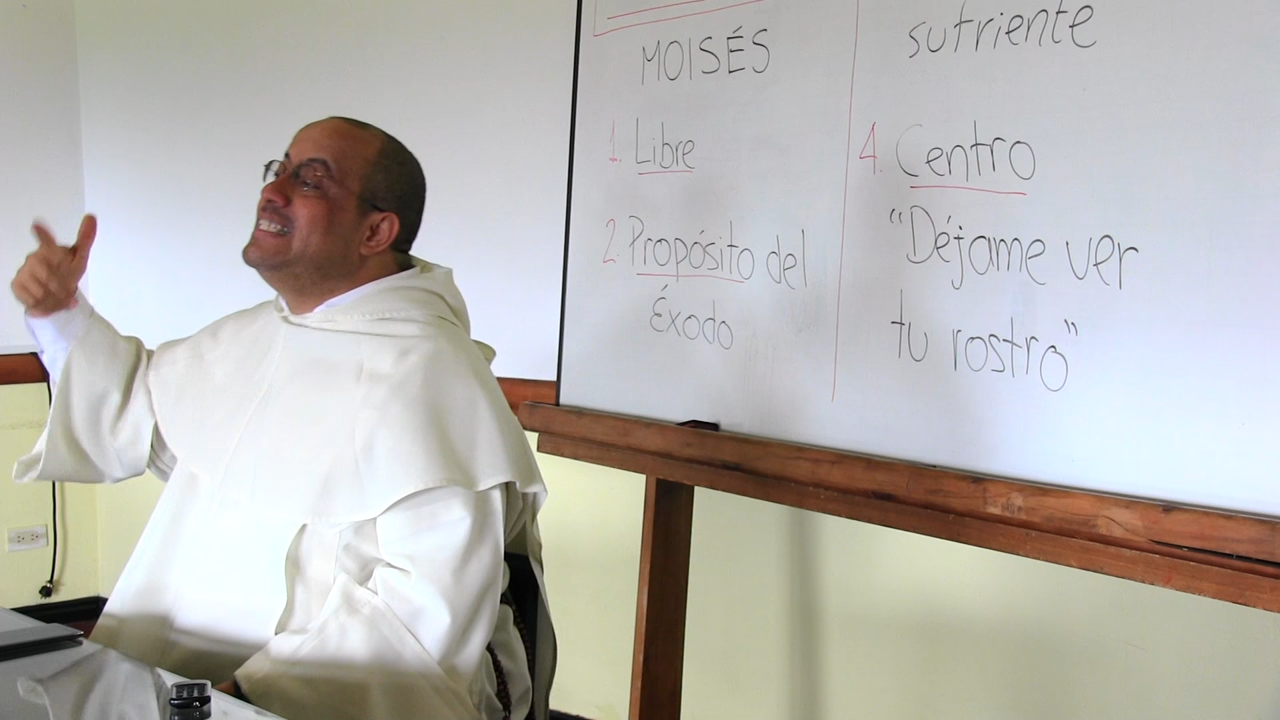 MOISÉS
1. Libre
2. Propósito del
Éxodo
sufriente
4. Centro
"Déjame ver
tu rostro"